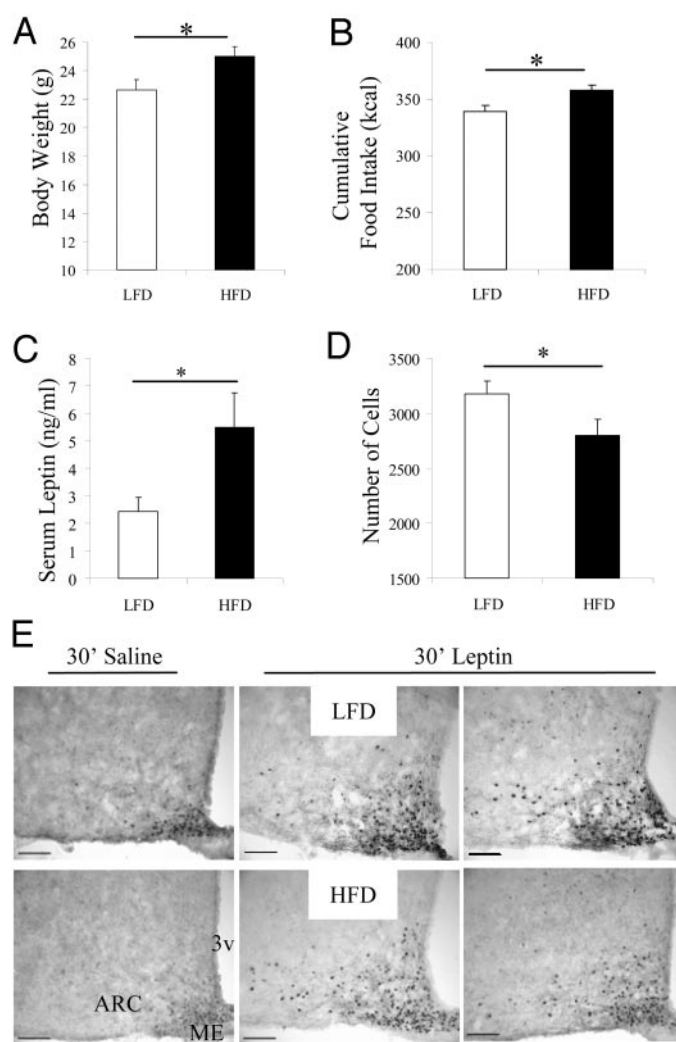 A
Body Weight (g)
26
24
22
20
18
16
14
12
10
*
LFD
HFD
B
Cumulative
Food Intake (kcal)
400
350
300
250
200
*
LFD
HFD
C
Serum Leptin (ng/ml)
8
7
6
5
4
3
2
1
0
*
LFD
HFD
D
Number of Cells
3500
3000
2500
2000
1500
*
LFD
HFD
E
30' Saline
30' Leptin
LFD
HFD
3v
ARC
ME